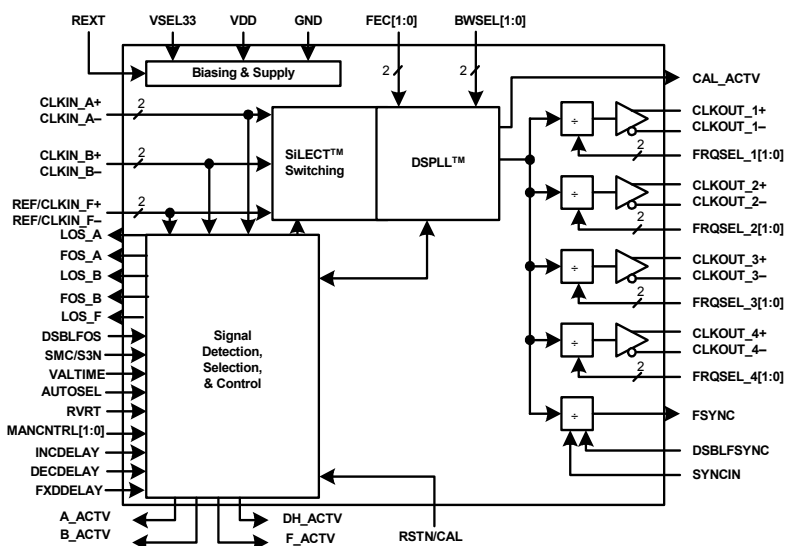 REXT VSEL33 VDD GND FEC[1:0] BWSEL[1:0]
Biasing & Supply
2
2
CAL_ACTV
CLKIN_A+
CLKIN_A–
2
CLKIN_B+
CLKIN_B–
2
REF/CLKIN_F+
REF/CLKIN_F–
2
SiLECT™
Switching
DSPLL™
÷
CLKOUT_1+
CLKOUT_1–
2
FRQSEL_1[1:0]
÷
CLKOUT_2+
CLKOUT_2–
2
FRQSEL_2[1:0]
÷
CLKOUT_3+
CLKOUT_3–
2
FRQSEL_3[1:0]
÷
CLKOUT_4+
CLKOUT_4–
2
FRQSEL_4[1:0]
÷
FSYNC
DSBLFSYNC
SYNCIN
LOS_A
FOS_A
LOS_B
FOS_B
LOS_F
DSBLFOS
SMC/S3N
VALTIME
AUTOSEL
RVRT
MANCNTRL[1:0]
INCDELAY
DECDELAY
FXDDELAY
Signal
Detection,
Selection,
& Control
A_ACTV
B_ACTV
DH_ACTV
F_ACTV
RSTN/CAL